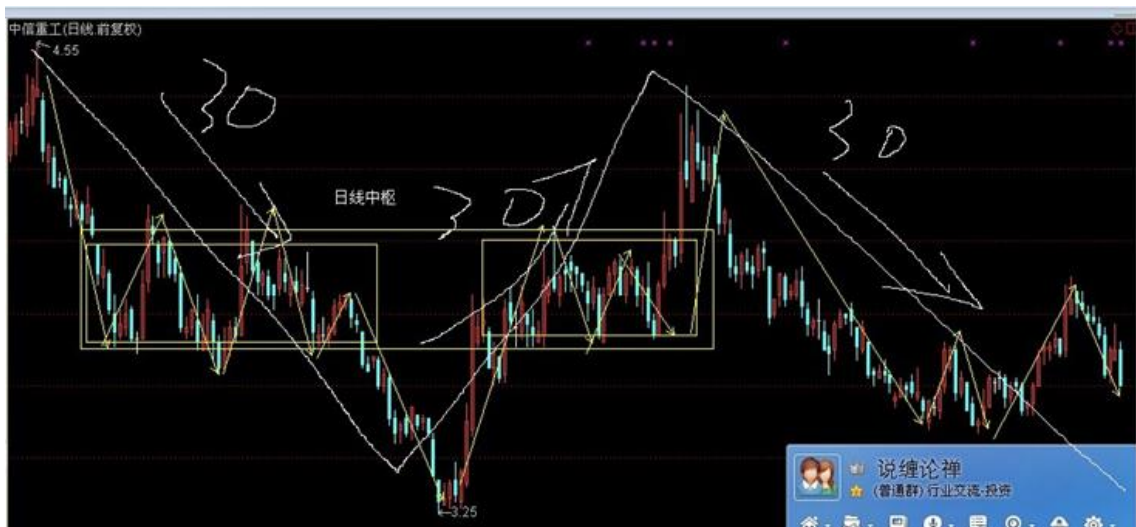 中信重工(日线.前复权)
4.55
30
30
日线中枢
30
3.25
说缠论禅
(普通群) 行业交流-投资